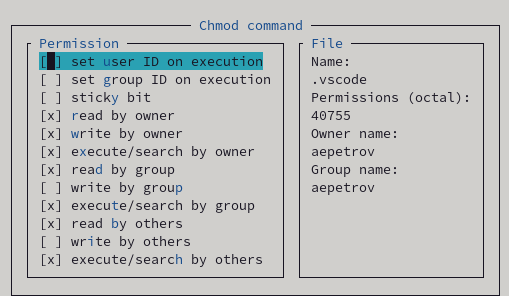 Chmod command
Permission
[ ] set user ID on execution
[ ] set group ID on execution
[ ] sticky bit
[x] read by owner
[x] write by owner
[x] execute/search by owner
[x] read by group
[ ] write by group
[x] execute/search by group
[x] read by others
[ ] write by others
[x] execute/search by others
File
Name:
.vscode
Permissions (octal):
40755
Owner name:
aepetrov
Group name:
aepetrov